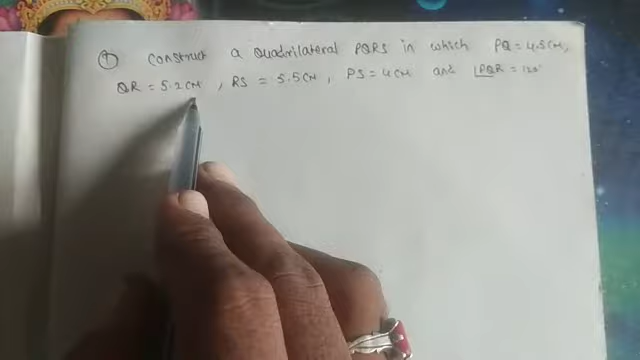 ① Construct a Quadrilateral PQRS in which PQ = 4.5cm,
QR = 5.2cm, RS = 5.5cm, PS = 4cm and ∠PQR = 120°